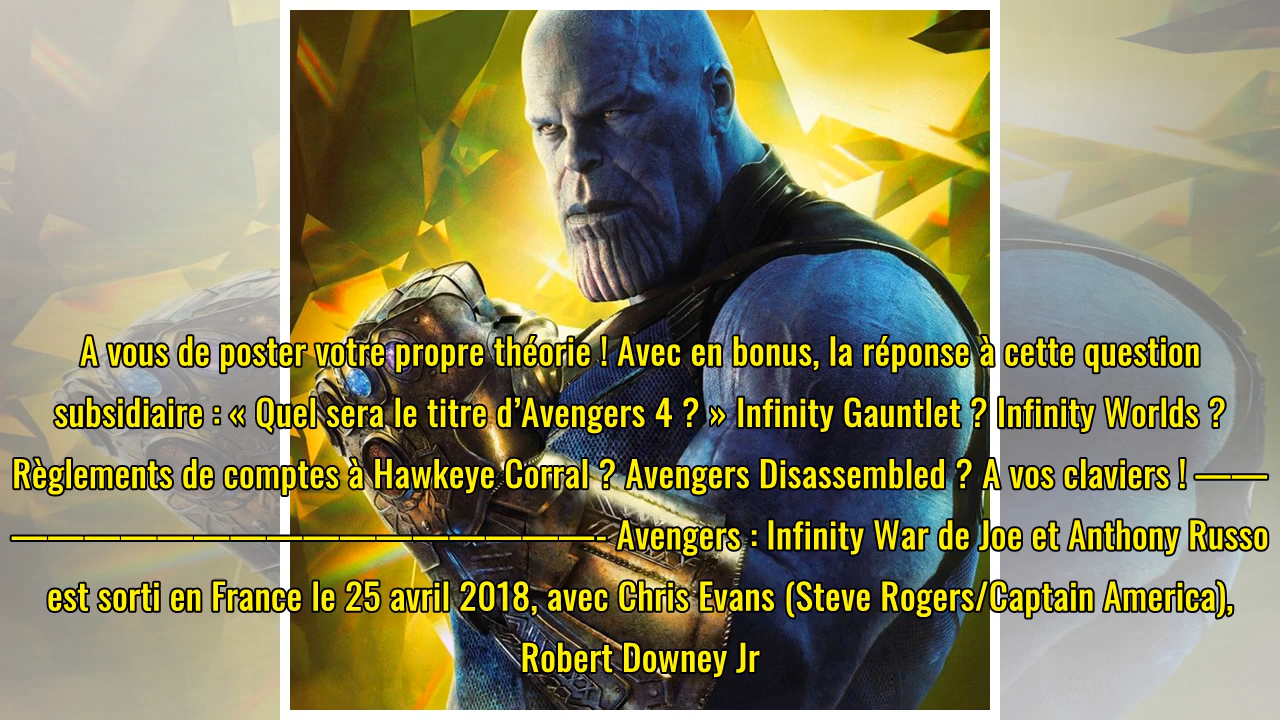 A vous de poster votre propre théorie ! Avec en bonus, la réponse à cette question
subsidiaire : « Quel sera le titre d’Avengers 4 ? » Infinity Gauntlet ? Infinity Worlds ?
Règlements de comptes à Hawkeye Corral ? Avengers Disassembled ? A vos claviers ! ——
————————————————- Avengers : Infinity War de Joe et Anthony Russo
est sorti en France le 25 avril 2018, avec Chris Evans (Steve Rogers/Captain America),
Robert Downey Jr